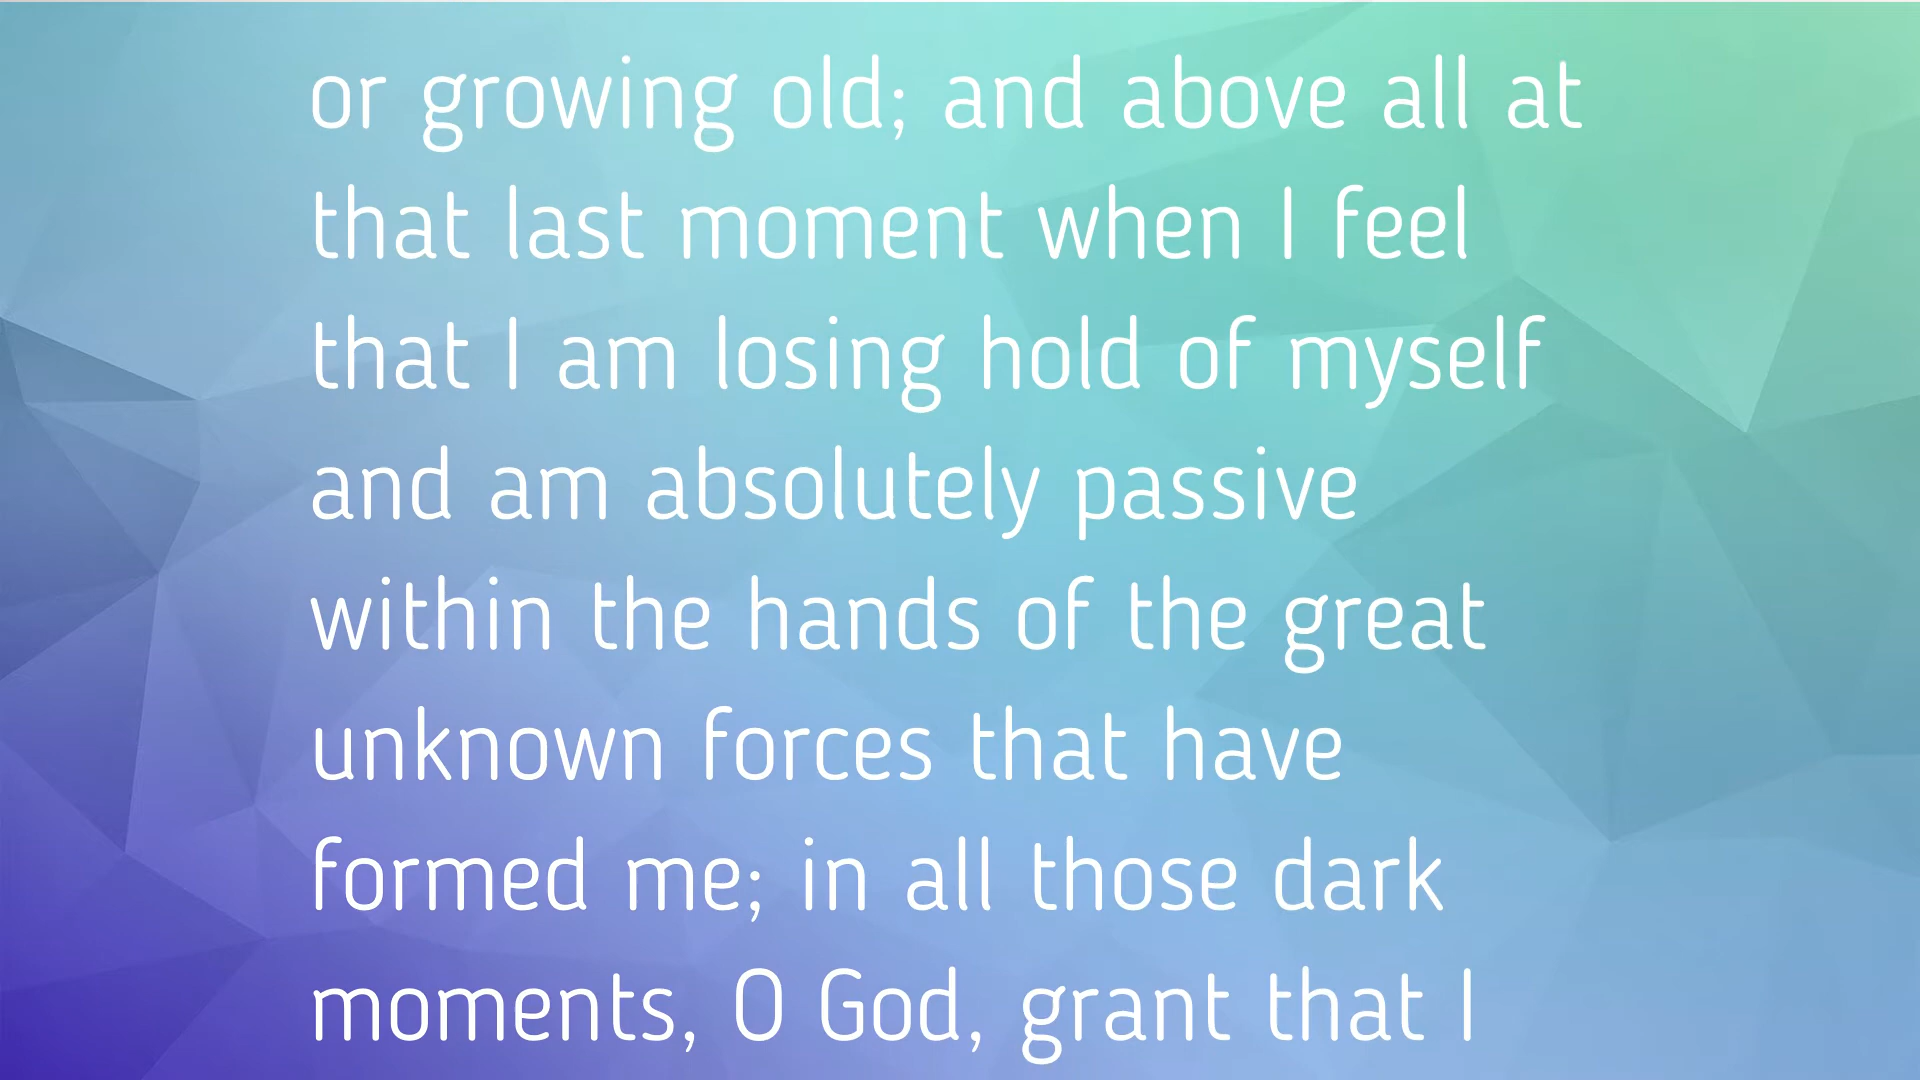 or growing old; and above all at
that last moment when I feel
that I am losing hold of myself
and am absolutely passive
within the hands of the great
unknown forces that have
formed me; in all those dark
moments, O God, grant that I